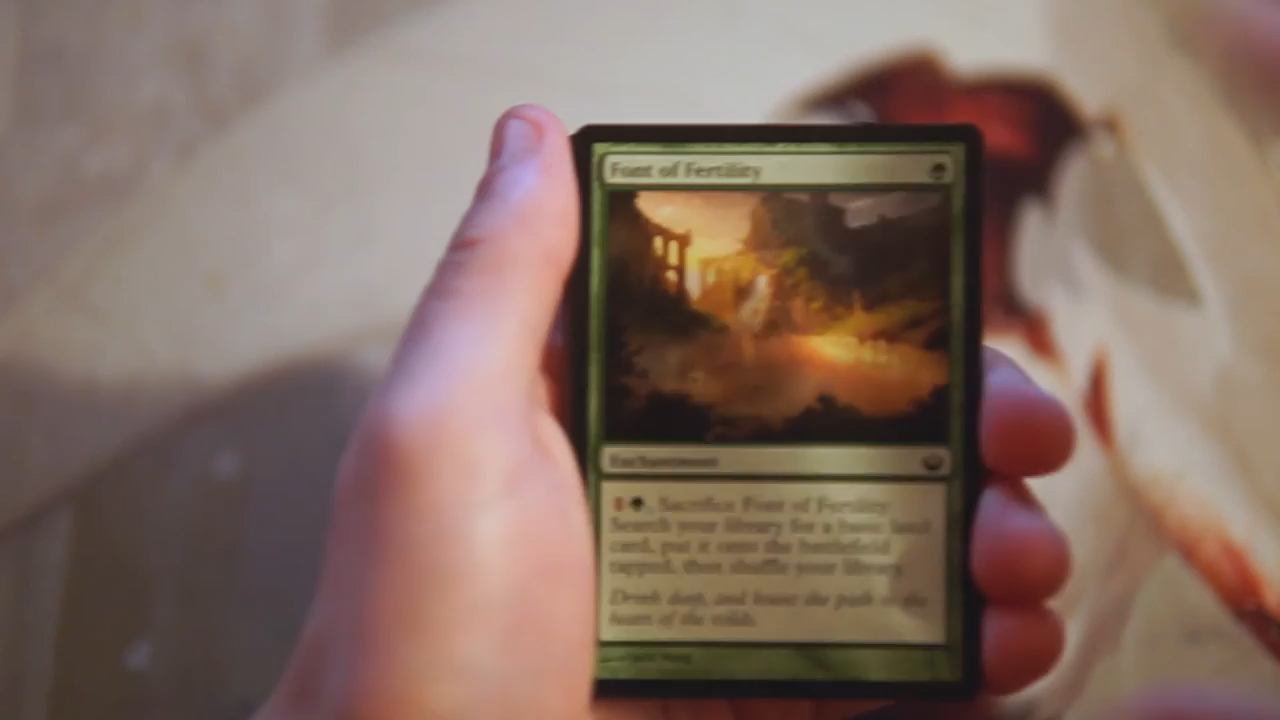 Font of Fertility
Enchantment
, Sacrifice Font of Fertility:
Search your library for a basic land
card, put it onto the battlefield
tapped, then shuffle your library.
Drink deep, and learn the path to the
heart of the wilds.